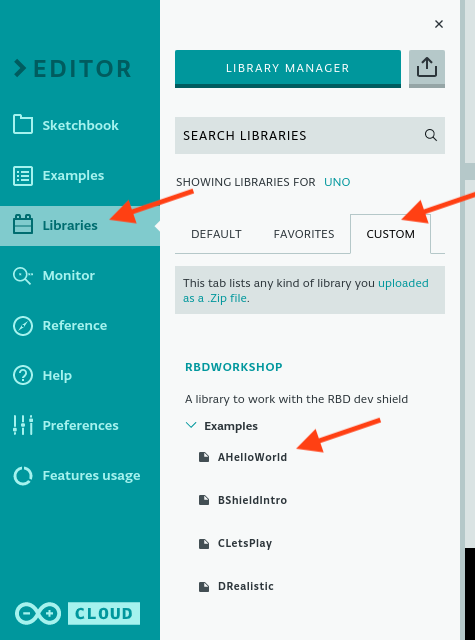 EDITOR
Sketchbook
Examples
Libraries
Monitor
Reference
Help
Preferences
Features usage
CLOUD
LIBRARY MANAGER
SEARCH LIBRARIES
SHOWING LIBRARIES FOR UNO
DEFAULT FAVORITES CUSTOM
This tab lists any kind of library you uploaded
as a .Zip file.
RBDWORKSHOP
A library to work with the RBD dev shield
Examples
AHelloWorld
BShieldIntro
CLetsPlay
DRealistic